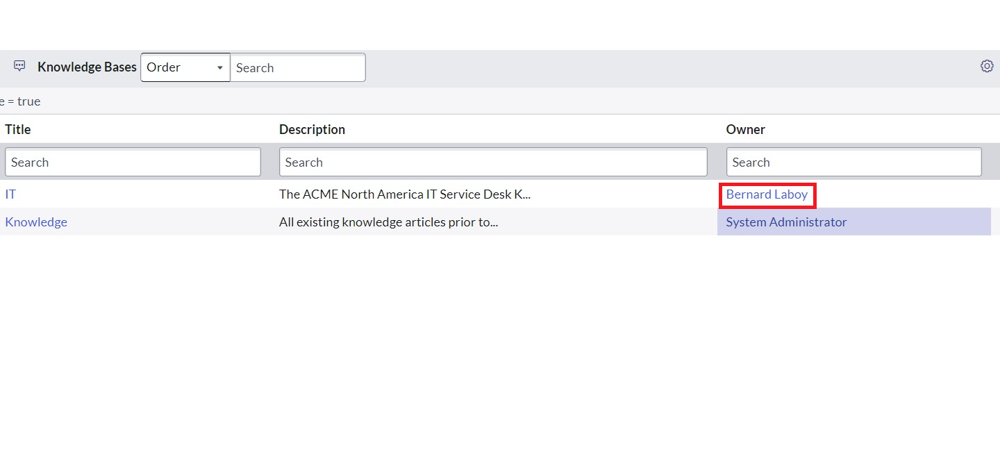 Knowledge Bases Order Search
e = true
Title Description Owner
Search Search Search
IT The ACME North America IT Service Desk K... Bernard Laboy
Knowledge All existing knowledge articles prior to... System Administrator